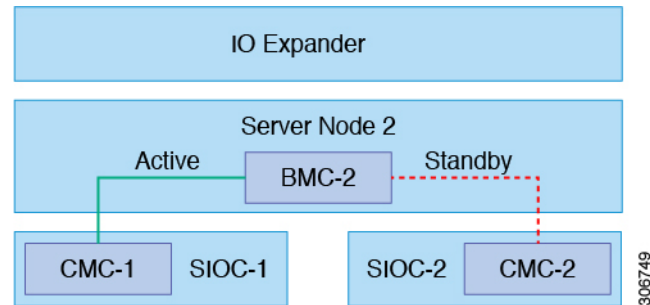 IO Expander
Server Node 2
Active
BMC-2
Standby
CMC-1
SIOC-1
SIOC-2
CMC-2
306749